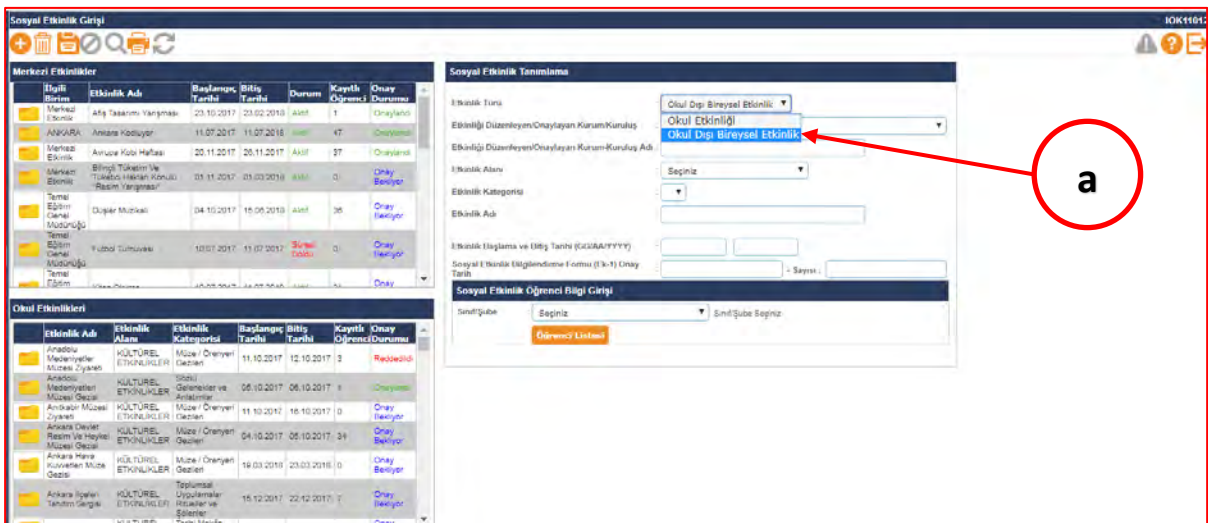 Sosyal Etkinlik Girişi
IOK11012
Merkezi Etkinlikler
İlgili Birim Etkinlik Adı Başlangıç Tarihi Bitiş Tarihi Durum Kayıtlı Öğrenci Onay Durumu
Merkezi Etkinlik Afiş Tasarımı Yarışması 23.10.2017 23.02.2018 Aktif 1 Onaylandı
ANKARA Ankara Kodluyor 11.07.2017 11.07.2018 Aktif 47 Onaylandı
Merkezi Etkinlik Avrupa Kobi Haftası 20.11.2017 26.11.2017 Aktif 37 Onaylandı
Merkezi Etkinlik Bilinçli Tüketim Ve Tüketici Hakları Konulu "Resim Yarışması" 01.11.2017 01.03.2018 Aktif 0 Onay Bekliyor
Temel Eğitim Genel Müdürlüğü Düşler Müzikali 04.10.2017 15.06.2018 Aktif 36 Onay Bekliyor
Temel Eğitim Genel Müdürlüğü Futbol Turnuvası 10.07.2017 11.07.2017 Süresi Doldu 0 Onay Bekliyor
Temel Eğitim Onay
Okul Etkinlikleri
Etkinlik Adı Etkinlik Alanı Etkinlik Kategorisi Başlangıç Tarihi Bitiş Tarihi Kayıtlı Öğrenci Onay Durumu
Anadolu Medeniyetler Müzesi Ziyareti KÜLTÜREL ETKİNLİKLER Müze / Örenyeri Gezileri 11.10.2017 12.10.2017 3 Reddedildi
Anadolu Medeniyetleri Müzesi Gezisi KÜLTÜREL ETKİNLİKLER Sözlü Gelenekler ve Anlatımlar 06.10.2017 06.10.2017 Onaylandı
Anıtkabir Müzesi Ziyareti KÜLTÜREL ETKİNLİKLER Müze / Örenyeri Gezileri 11.10.2017 16.10.2017 0 Onay Bekliyor
Ankara Devlet Resim Ve Heykel Müzesi Gezisi KÜLTÜREL ETKİNLİKLER Müze / Örenyeri Gezileri 04.10.2017 05.10.2017 34 Onay Bekliyor
Ankara Hava Kuvvetleri Müze Gezisi KÜLTÜREL ETKİNLİKLER Müze / Örenyeri Gezileri 19.03.2018 23.03.2018 0 Onay Bekliyor
Ankara İlçeleri Tanıtım Sergisi KÜLTÜREL ETKİNLİKLER Toplumsal Uygulamalar Ritüeller ve Şölenler 15.12.2017 22.12.2017 7 Onay Bekliyor
Sosyal Etkinlik Tanımlama
Etkinlik Türü : Okul Dışı Bireysel Etkinlik
Okul Etkinliği
Okul Dışı Bireysel Etkinlik
Etkinliği Düzenleyen/Onaylayan Kurum/Kuruluş
Etkinliği Düzenleyen/Onaylayan Kurum-Kuruluş Adı
Etkinlik Alanı : Seçiniz
Etkinlik Kategorisi :
Etkinlik Adı :
Etkinlik Başlama ve Bitiş Tarihi (GG/AA/YYYY) :
Sosyal Etkinlik Bilgilendirme Formu (Ek-1) Onay Tarih : - Sayısı :
Sosyal Etkinlik Öğrenci Bilgi Girişi
Sınıf/Şube Seçiniz Sınıf/Şube Seçiniz
Öğrenci Listesi
a